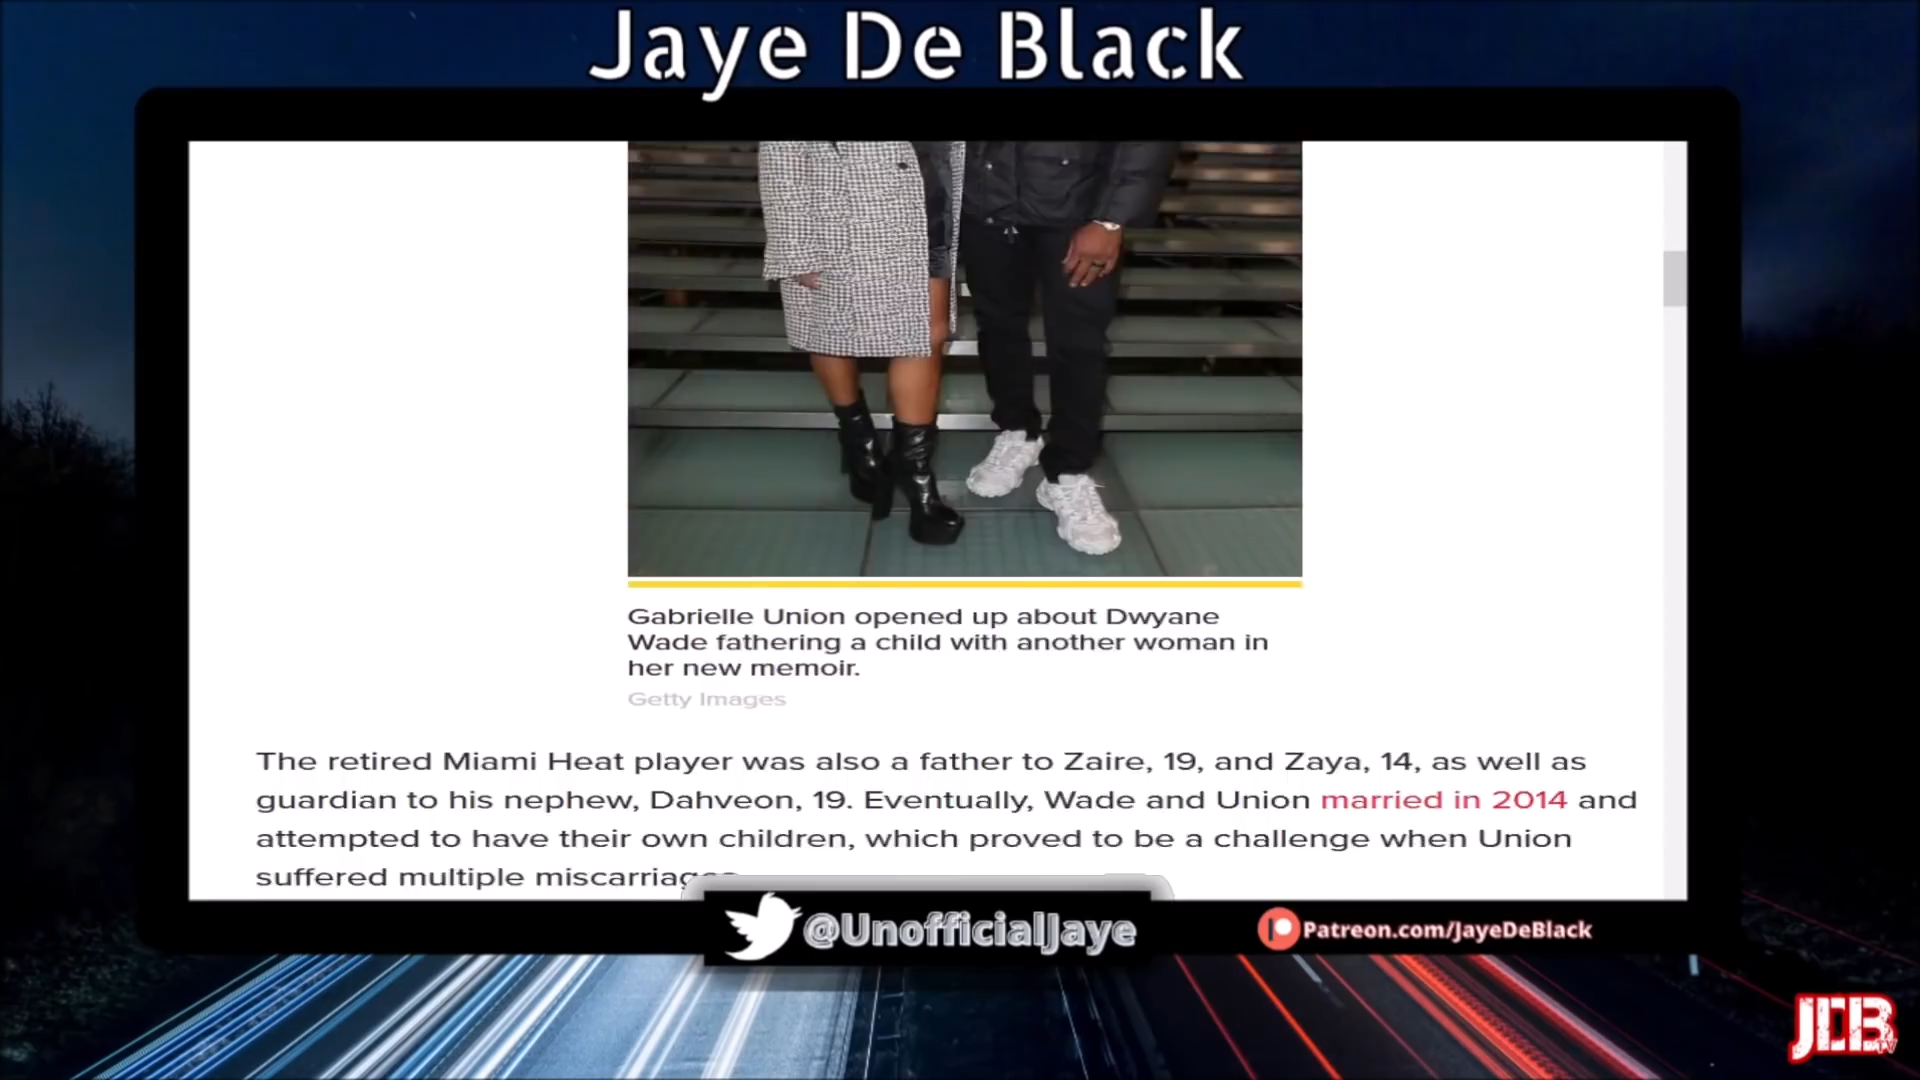 Jaye De Black
Gabrielle Union opened up about Dwyane
Wade fathering a child with another woman in
her new memoir.
Getty Images
The retired Miami Heat player was also a father to Zaire, 19, and Zaya, 14, as well as
guardian to his nephew, Dahveon, 19. Eventually, Wade and Union married in 2014 and
attempted to have their own children, which proved to be a challenge when Union
suffered multiple miscarriages.
@UnofficialJaye
Patreon.com/JayeDeBlack
JDB
TV